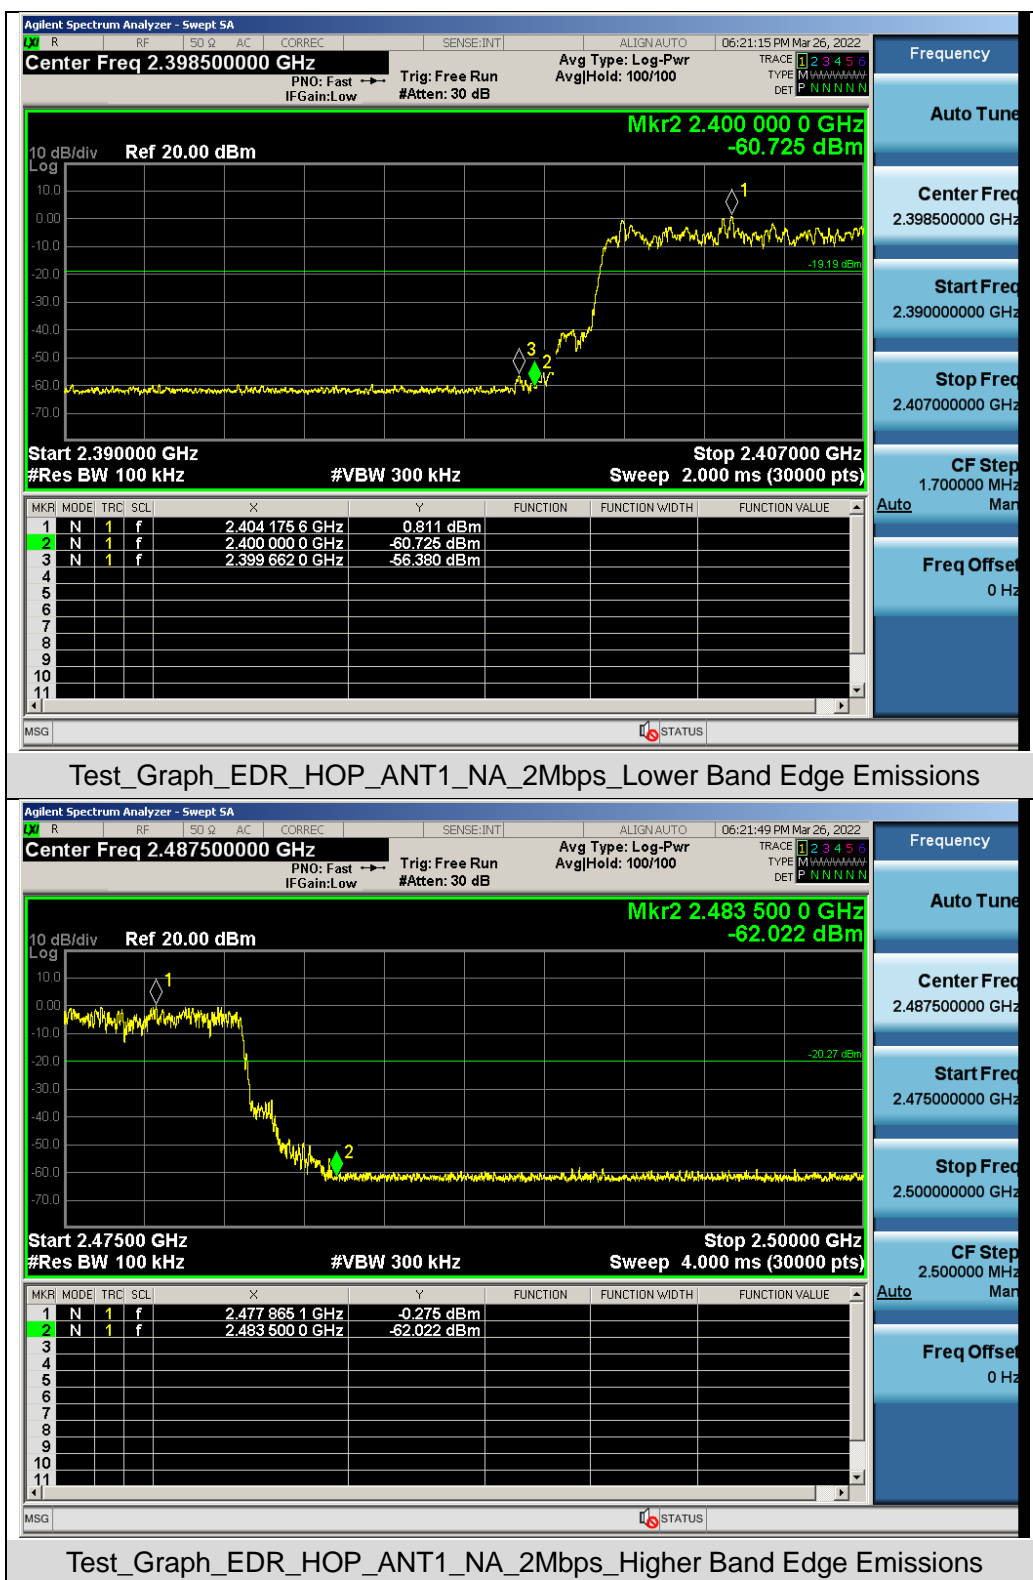 Agilent Spectrum Analyzer - Swept SA
LXI R RF 50 Ω AC CORREC SENSE:INT ALIGN AUTO 06:21:15 PM Mar 26, 2022
Center Freq 2.398500000 GHz
PNO: Fast
IFGain:Low
Trig: Free Run
#Atten: 30 dB
Avg Type: Log-Pwr
Avg|Hold: 100/100
TRACE 1 2 3 4 5 6
TYPE M
DET P N N N N N
Frequency
Auto Tune
Mkr2 2.400 000 0 GHz
-60.725 dBm
10 dB/div Ref 20.00 dBm
Log
10.0
0.00
-10.0
-20.0
-30.0
-40.0
-50.0
-60.0
-70.0
1
-19.19 dBm
3
2
Center Freq
2.398500000 GHz
Start Freq
2.390000000 GHz
Stop Freq
2.407000000 GHz
CF Step
1.700000 MHz
Auto Man
Freq Offset
0 Hz
Start 2.390000 GHz Stop 2.407000 GHz
#Res BW 100 kHz #VBW 300 kHz Sweep 2.000 ms (30000 pts)
MKR MODE TRC SCL X Y FUNCTION FUNCTION WIDTH FUNCTION VALUE
1 N 1 f 2.404 175 6 GHz 0.811 dBm
2 N 1 f 2.400 000 0 GHz -60.725 dBm
3 N 1 f 2.399 662 0 GHz -56.380 dBm
4
5
6
7
8
9
10
11
MSG STATUS
Test_Graph_EDR_HOP_ANT1_NA_2Mbps_Lower Band Edge Emissions
Agilent Spectrum Analyzer - Swept SA
LXI R RF 50 Ω AC CORREC SENSE:INT ALIGN AUTO 06:21:49 PM Mar 26, 2022
Center Freq 2.487500000 GHz
PNO: Fast
IFGain:Low
Trig: Free Run
#Atten: 30 dB
Avg Type: Log-Pwr
Avg|Hold: 100/100
TRACE 1 2 3 4 5 6
TYPE M
DET P N N N N N
Frequency
Auto Tune
Mkr2 2.483 500 0 GHz
-62.022 dBm
10 dB/div Ref 20.00 dBm
Log
10.0
0.00
-10.0
-20.0
-30.0
-40.0
-50.0
-60.0
-70.0
1
-20.27 dBm
2
Center Freq
2.487500000 GHz
Start Freq
2.475000000 GHz
Stop Freq
2.500000000 GHz
CF Step
2.500000 MHz
Auto Man
Freq Offset
0 Hz
Start 2.47500 GHz Stop 2.50000 GHz
#Res BW 100 kHz #VBW 300 kHz Sweep 4.000 ms (30000 pts)
MKR MODE TRC SCL X Y FUNCTION FUNCTION WIDTH FUNCTION VALUE
1 N 1 f 2.477 865 1 GHz -0.275 dBm
2 N 1 f 2.483 500 0 GHz -62.022 dBm
3
4
5
6
7
8
9
10
11
MSG STATUS
Test_Graph_EDR_HOP_ANT1_NA_2Mbps_Higher Band Edge Emissions